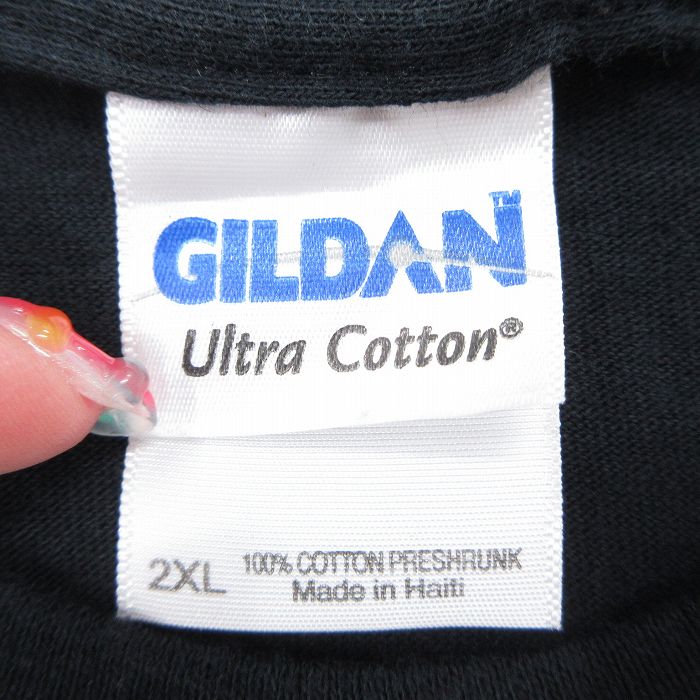 GILDAN™
Ultra Cotton®
2XL 100% COTTON PRESHRUNK
Made in Haiti